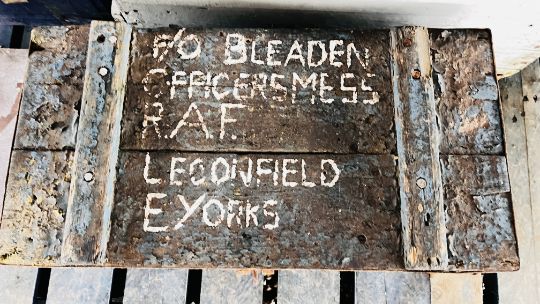 F/O BLEADEN
OFFICERS MESS
R.A.F.
LECONFIELD
E YORKS